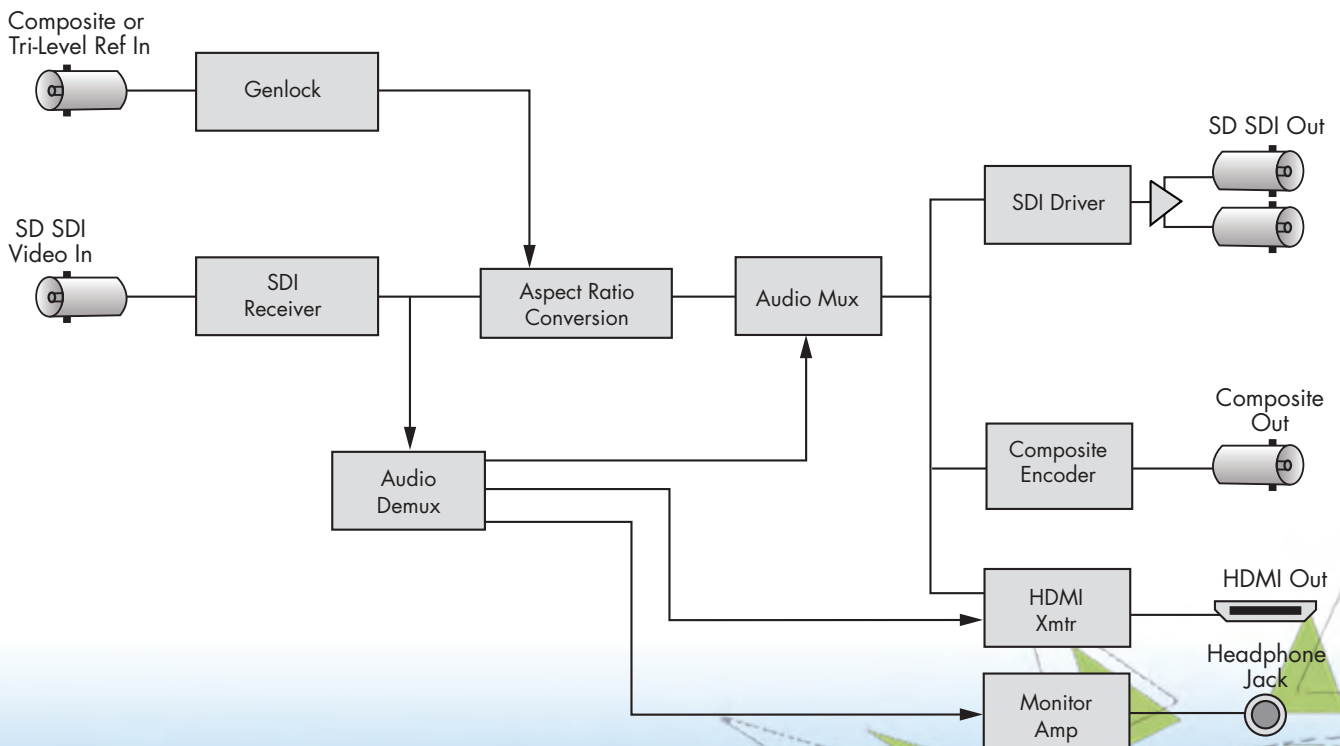 Composite or
Tri-Level Ref In
Genlock
SD SDI Out
SDI Driver
SD SDI
Video In
SDI
Receiver
Aspect Ratio
Conversion
Audio Mux
Composite
Out
Composite
Encoder
Audio
Demux
HDMI Out
HDMI
Xmtr
Headphone
Jack
Monitor
Amp